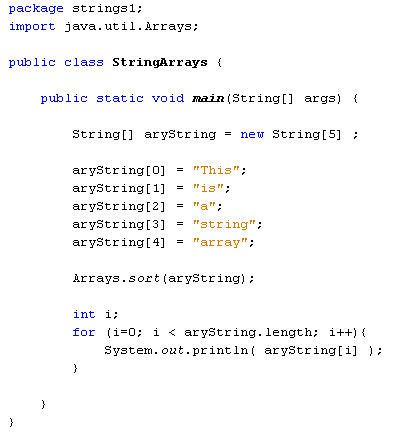 package strings1;
import java.util.Arrays;
public class StringArrays {
public static void main(String[] args) {
String[] aryString = new String[5] ;
aryString[0] = "This";
aryString[1] = "is";
aryString[2] = "a";
aryString[3] = "string";
aryString[4] = "array";
Arrays.sort(aryString);
int i;
for (i=0; i < aryString.length; i++){
System.out.println( aryString[i] );
}
}
}